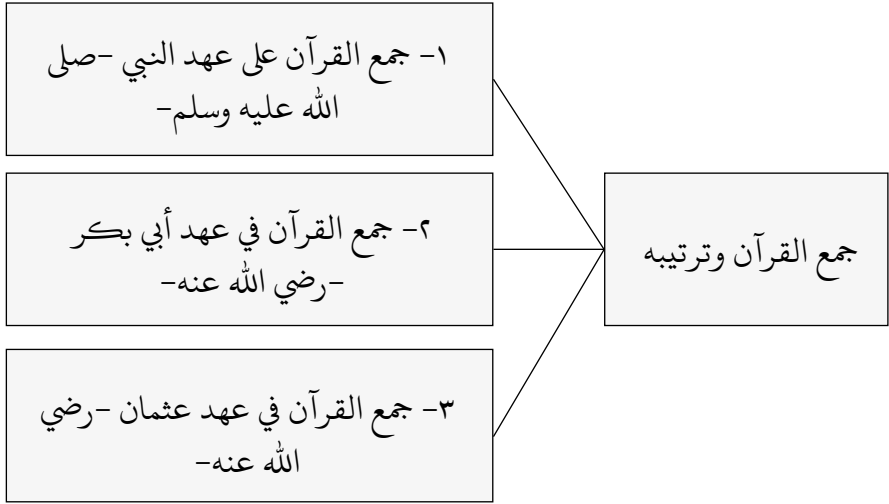 جمع القرآن وترتيبه
١- جمع القرآن على عهد النبي -صلى
الله عليه وسلم-
٢- جمع القرآن في عهد أبي بكر
-رضي الله عنه-
٣- جمع القرآن في عهد عثمان -رضي
الله عنه-